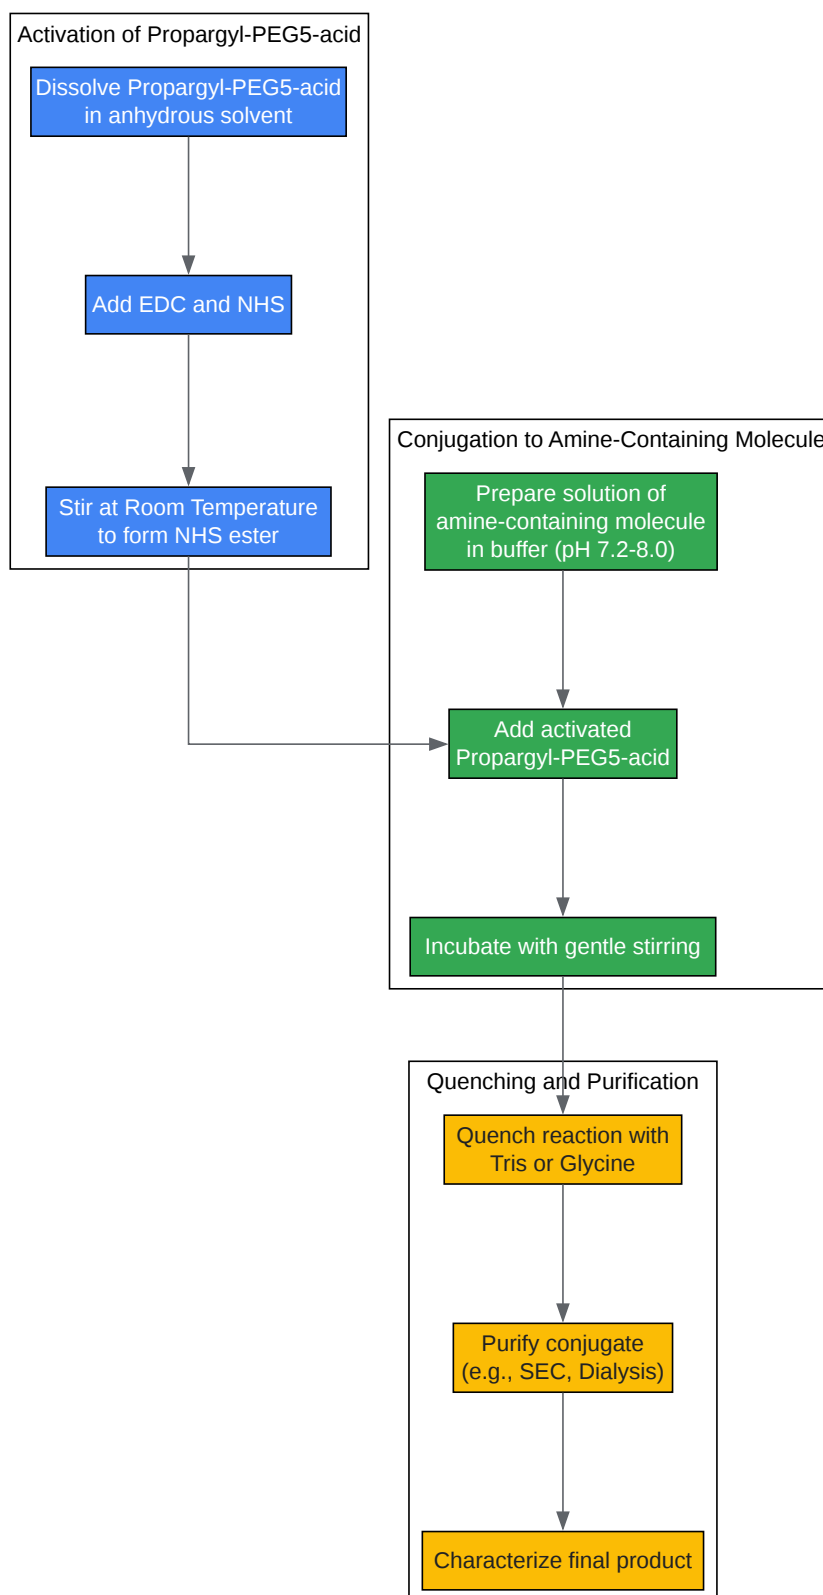 Activation of Propargyl-PEG5-acid
Dissolve Propargyl-PEG5-acid
in anhydrous solvent
Add EDC and NHS
Stir at Room Temperature
to form NHS ester
Conjugation to Amine-Containing Molecule
Prepare solution of
amine-containing molecule
in buffer (pH 7.2-8.0)
Add activated
Propargyl-PEG5-acid
Incubate with gentle stirring
Quenching and Purification
Quench reaction with
Tris or Glycine
Purify conjugate
(e.g., SEC, Dialysis)
Characterize final product